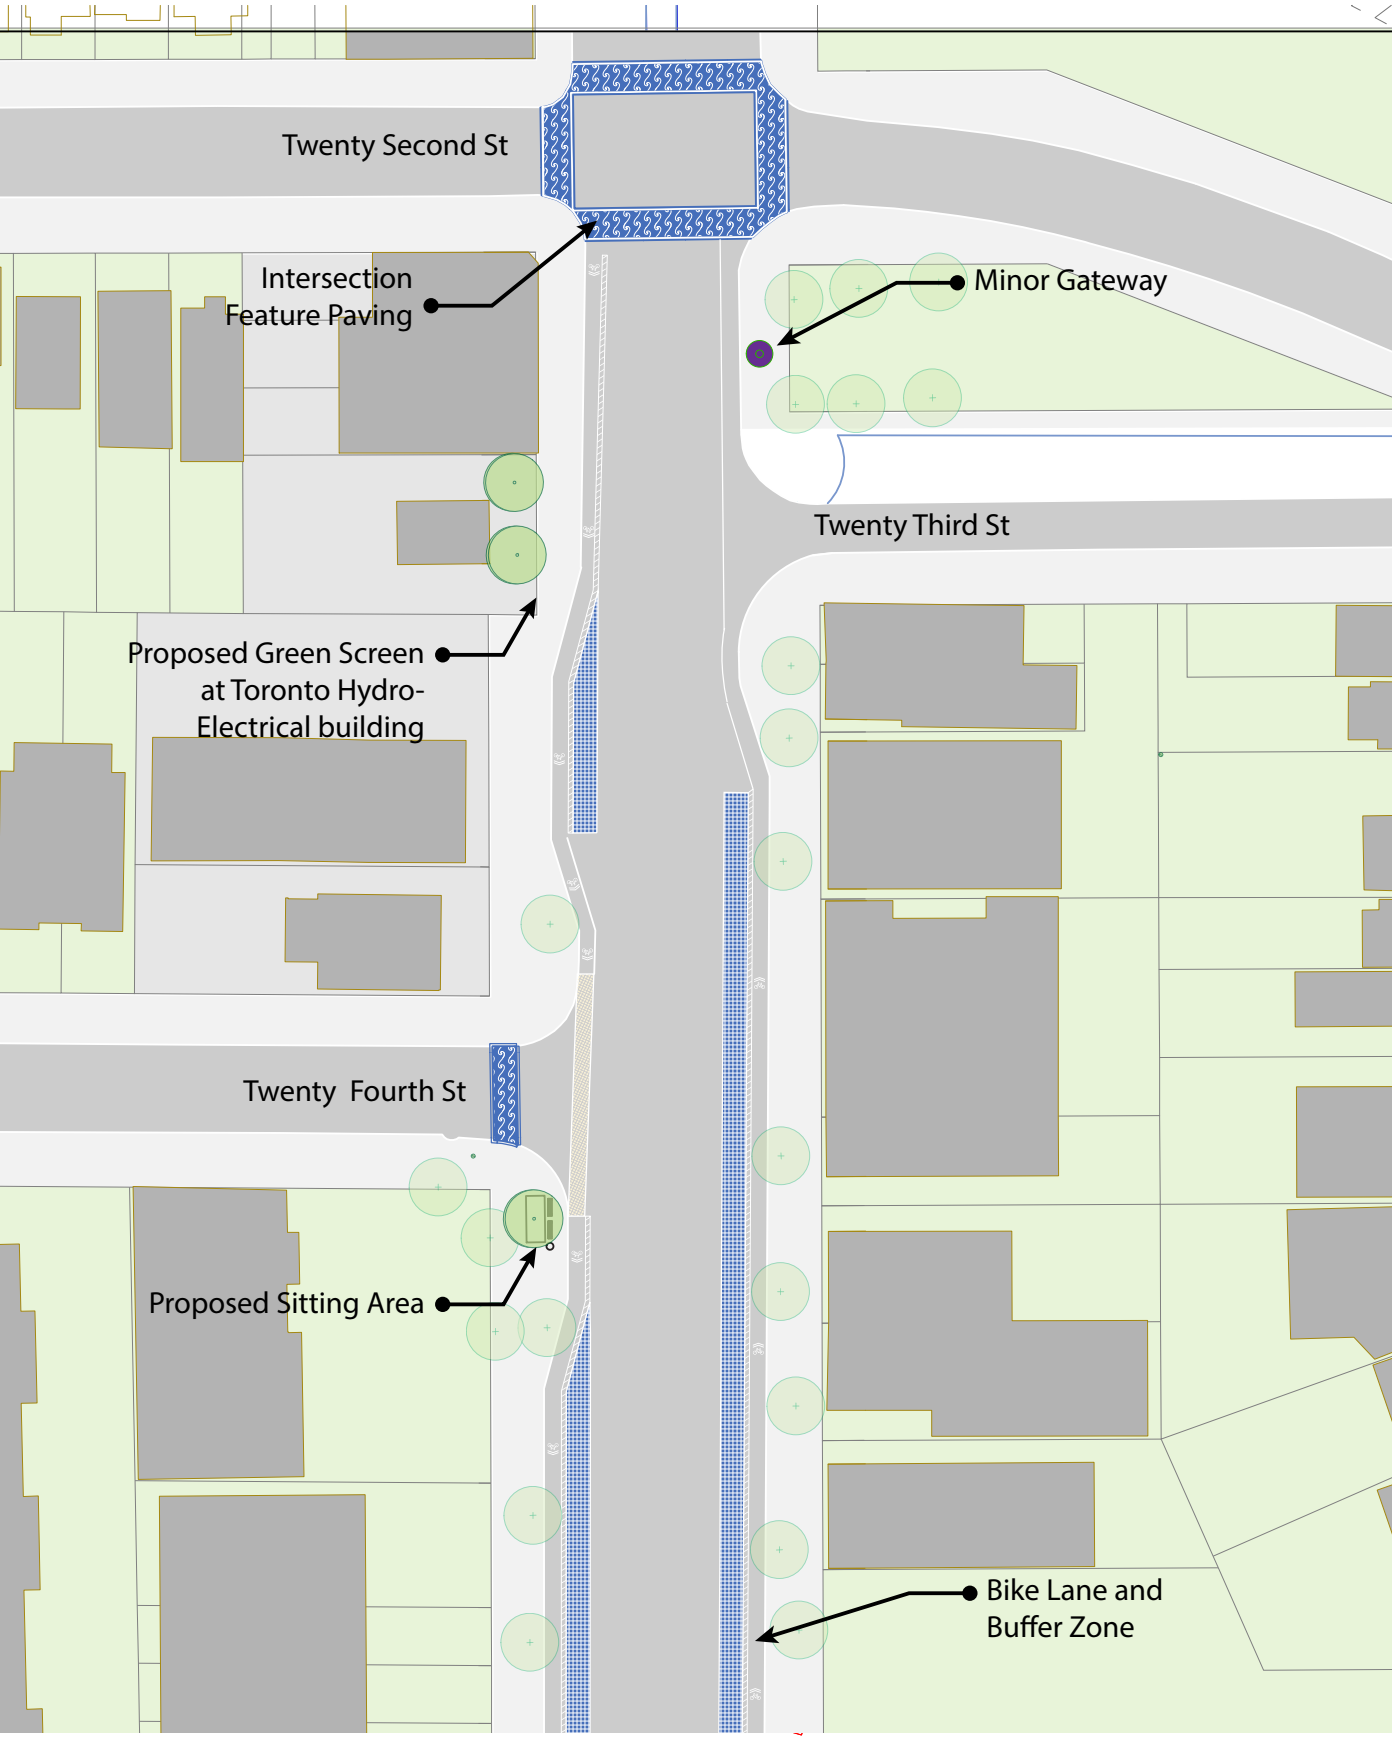 Twenty Second St
Intersection
Feature Paving
Minor Gateway
Twenty Third St
Proposed Green Screen
at Toronto Hydro-
Electrical building
Twenty Fourth St
Proposed Sitting Area
Bike Lane and
Buffer Zone